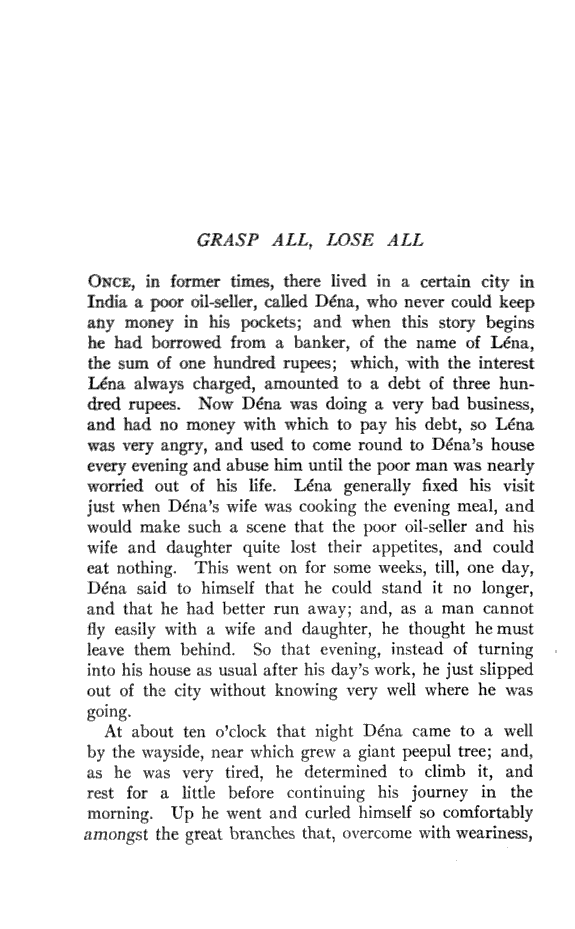 GRASP ALL, LOSE ALL
ONCE, in former times, there lived in a certain city in
India a poor oil-seller, called Déna, who never could keep
any money in his pockets; and when this story begins
he had borrowed from a banker, of the name of Léna,
the sum of one hundred rupees; which, with the interest
Léna always charged, amounted to a debt of three hun-
dred rupees. Now Déna was doing a very bad business,
and had no money with which to pay his debt, so Léna
was very angry, and used to come round to Déna's house
every evening and abuse him until the poor man was nearly
worried out of his life. Léna generally fixed his visit
just when Déna's wife was cooking the evening meal, and
would make such a scene that the poor oil-seller and his
wife and daughter quite lost their appetites, and could
eat nothing. This went on for some weeks, till, one day,
Déna said to himself that he could stand it no longer,
and that he had better run away; and, as a man cannot
fly easily with a wife and daughter, he thought he must
leave them behind. So that evening, instead of turning
into his house as usual after his day's work, he just slipped
out of the city without knowing very well where he was
going.
At about ten o'clock that night Déna came to a well
by the wayside, near which grew a giant peepul tree; and,
as he was very tired, he determined to climb it, and
rest for a little before continuing his journey in the
morning. Up he went and curled himself so comfortably
amongst the great branches that, overcome with weariness,